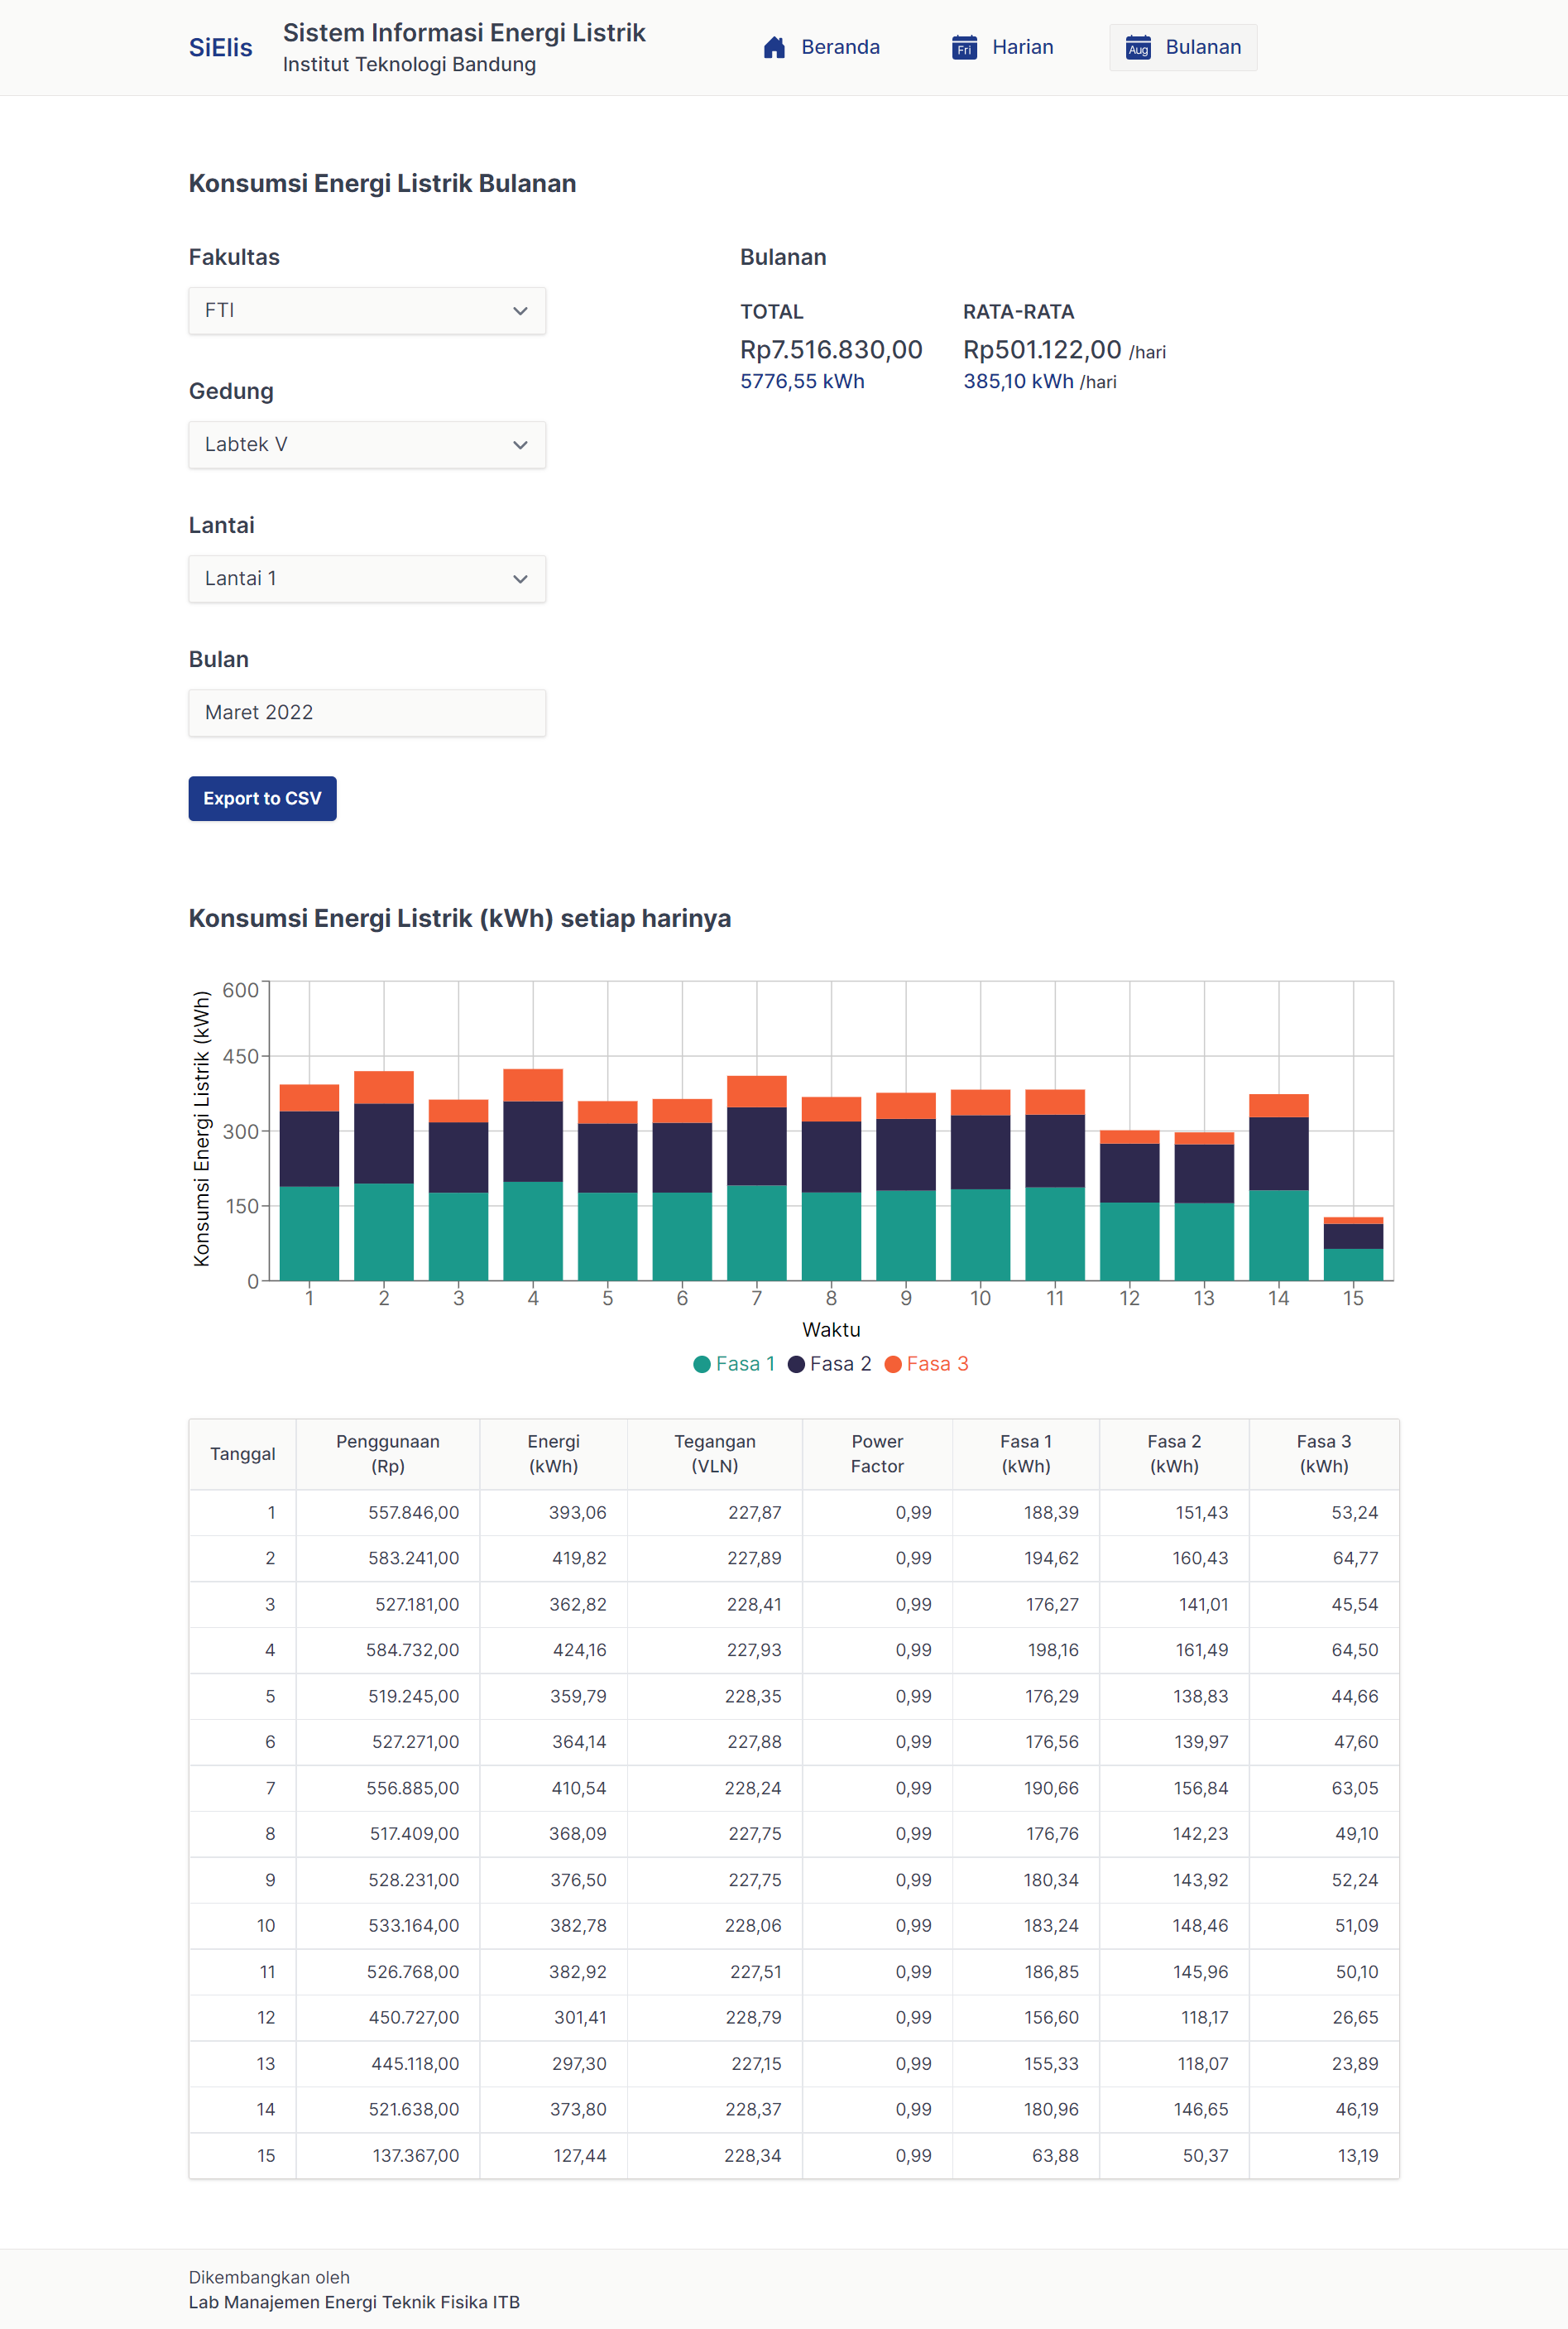 SiElis
Sistem Informasi Energi Listrik
Institut Teknologi Bandung
Beranda
Fri
Harian
Aug
Bulanan
Konsumsi Energi Listrik Bulanan
Fakultas
FTI
Gedung
Labtek V
Lantai
Lantai 1
Bulan
Maret 2022
Export to CSV
Bulanan
TOTAL
Rp7.516.830,00
5776,55 kWh
RATA-RATA
Rp501.122,00 /hari
385,10 kWh /hari
Konsumsi Energi Listrik (kWh) setiap harinya
Konsumsi Energi Listrik (kWh)
600
450
300
150
0
1 2 3 4 5 6 7 8 9 10 11 12 13 14 15
Waktu
Fasa 1 Fasa 2 Fasa 3
Tanggal Penggunaan (Rp) Energi (kWh) Tegangan (VLN) Power Factor Fasa 1 (kWh) Fasa 2 (kWh) Fasa 3 (kWh)
1 557.846,00 393,06 227,87 0,99 188,39 151,43 53,24
2 583.241,00 419,82 227,89 0,99 194,62 160,43 64,77
3 527.181,00 362,82 228,41 0,99 176,27 141,01 45,54
4 584.732,00 424,16 227,93 0,99 198,16 161,49 64,50
5 519.245,00 359,79 228,35 0,99 176,29 138,83 44,66
6 527.271,00 364,14 227,88 0,99 176,56 139,97 47,60
7 556.885,00 410,54 228,24 0,99 190,66 156,84 63,05
8 517.409,00 368,09 227,75 0,99 176,76 142,23 49,10
9 528.231,00 376,50 227,75 0,99 180,34 143,92 52,24
10 533.164,00 382,78 228,06 0,99 183,24 148,46 51,09
11 526.768,00 382,92 227,51 0,99 186,85 145,96 50,10
12 450.727,00 301,41 228,79 0,99 156,60 118,17 26,65
13 445.118,00 297,30 227,15 0,99 155,33 118,07 23,89
14 521.638,00 373,80 228,37 0,99 180,96 146,65 46,19
15 137.367,00 127,44 228,34 0,99 63,88 50,37 13,19
Dikembangkan oleh
Lab Manajemen Energi Teknik Fisika ITB